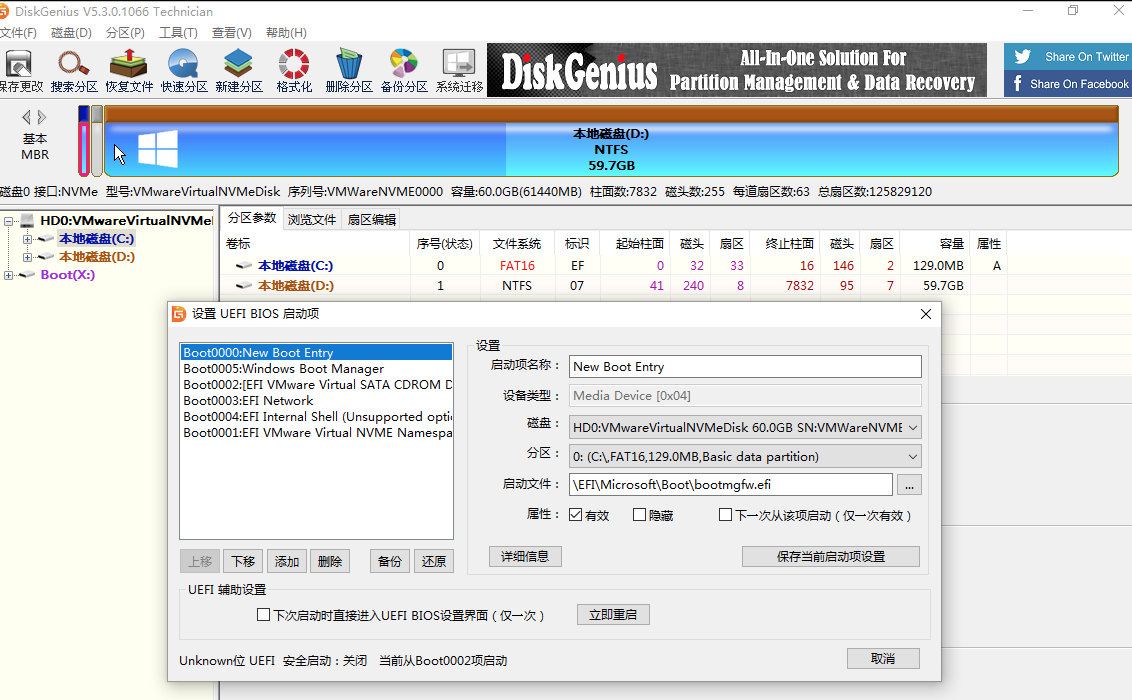 DiskGenius V5.3.0.1066 Technician
文件(F) 磁盘(D) 分区(P) 工具(T) 查看(V) 帮助(H)
保存更改 搜索分区 恢复文件 快速分区 新建分区 格式化 删除分区 备份分区 系统迁移
DiskGenius
All-In-One Solution For
Partition Management & Data Recovery
Share On Twitter
Share On Facebook
基本
MBR
本地磁盘(D:)
NTFS
59.7GB
磁盘0 接口:NVMe 型号:VMwareVirtualNVMeDisk 序列号:VMWareNVME0000 容量:60.0GB(61440MB) 柱面数:7832 磁头数:255 每道扇区数:63 总扇区数:125829120
HD0:VMwareVirtualNVMe
本地磁盘(C:)
本地磁盘(D:)
Boot(X:)
分区参数 浏览文件 扇区编辑
卷标 序号(状态) 文件系统 标识 起始柱面 磁头 扇区 终止柱面 磁头 扇区 容量 属性
本地磁盘(C:) 0 FAT16 EF 0 32 33 16 146 2 129.0MB A
本地磁盘(D:) 1 NTFS 07 41 240 8 7832 95 7 59.7GB
设置 UEFI BIOS 启动项
Boot0000:New Boot Entry
Boot0005:Windows Boot Manager
Boot0002:[EFI VMware Virtual SATA CDROM D
Boot0003:EFI Network
Boot0004:EFI Internal Shell (Unsupported opti
Boot0001:EFI VMware Virtual NVME Namespa
上移 下移 添加 删除 备份 还原
设置
启动项名称： New Boot Entry
设备类型： Media Device [0x04]
磁盘： HD0:VMwareVirtualNVMeDisk 60.0GB SN:VMWareNVME
分区： 0: (C:\,FAT16,129.0MB,Basic data partition)
启动文件： \EFI\Microsoft\Boot\bootmgfw.efi ...
属性： 有效 隐藏 下一次从该项启动（仅一次有效）
详细信息 保存当前启动项设置
UEFI 辅助设置
下次启动时直接进入UEFI BIOS设置界面（仅一次） 立即重启
Unknown位 UEFI 安全启动：关闭 当前从Boot0002项启动 取消